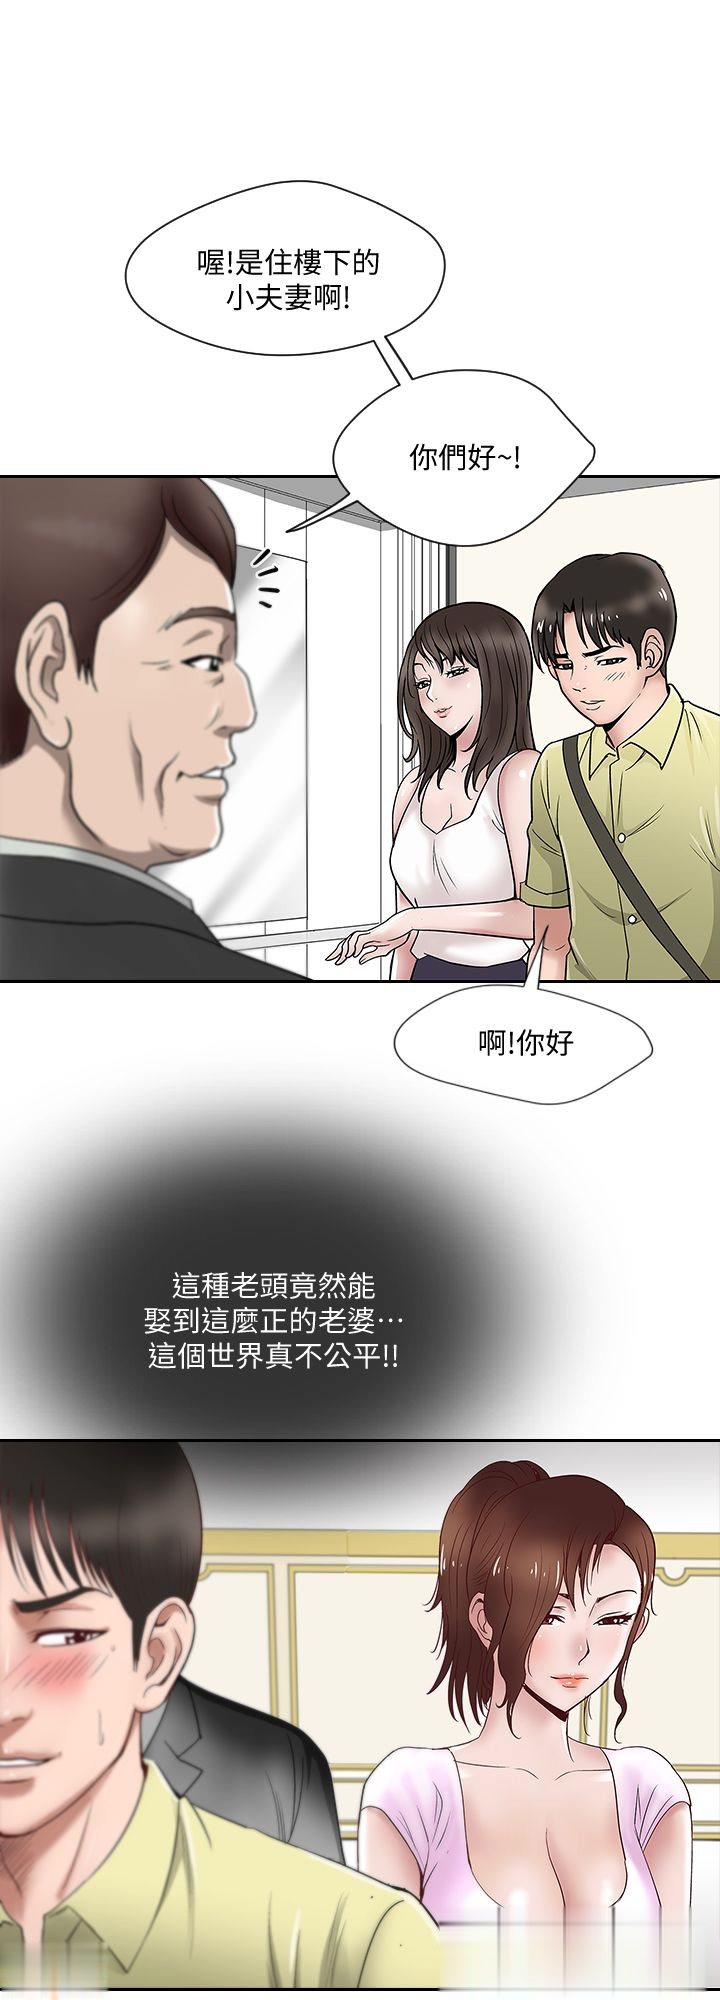 喔!是住樓下的
小夫妻啊!
你們好~!
啊!你好
這種老頭竟然能
娶到這麼正的老婆⋯
這個世界真不公平!!